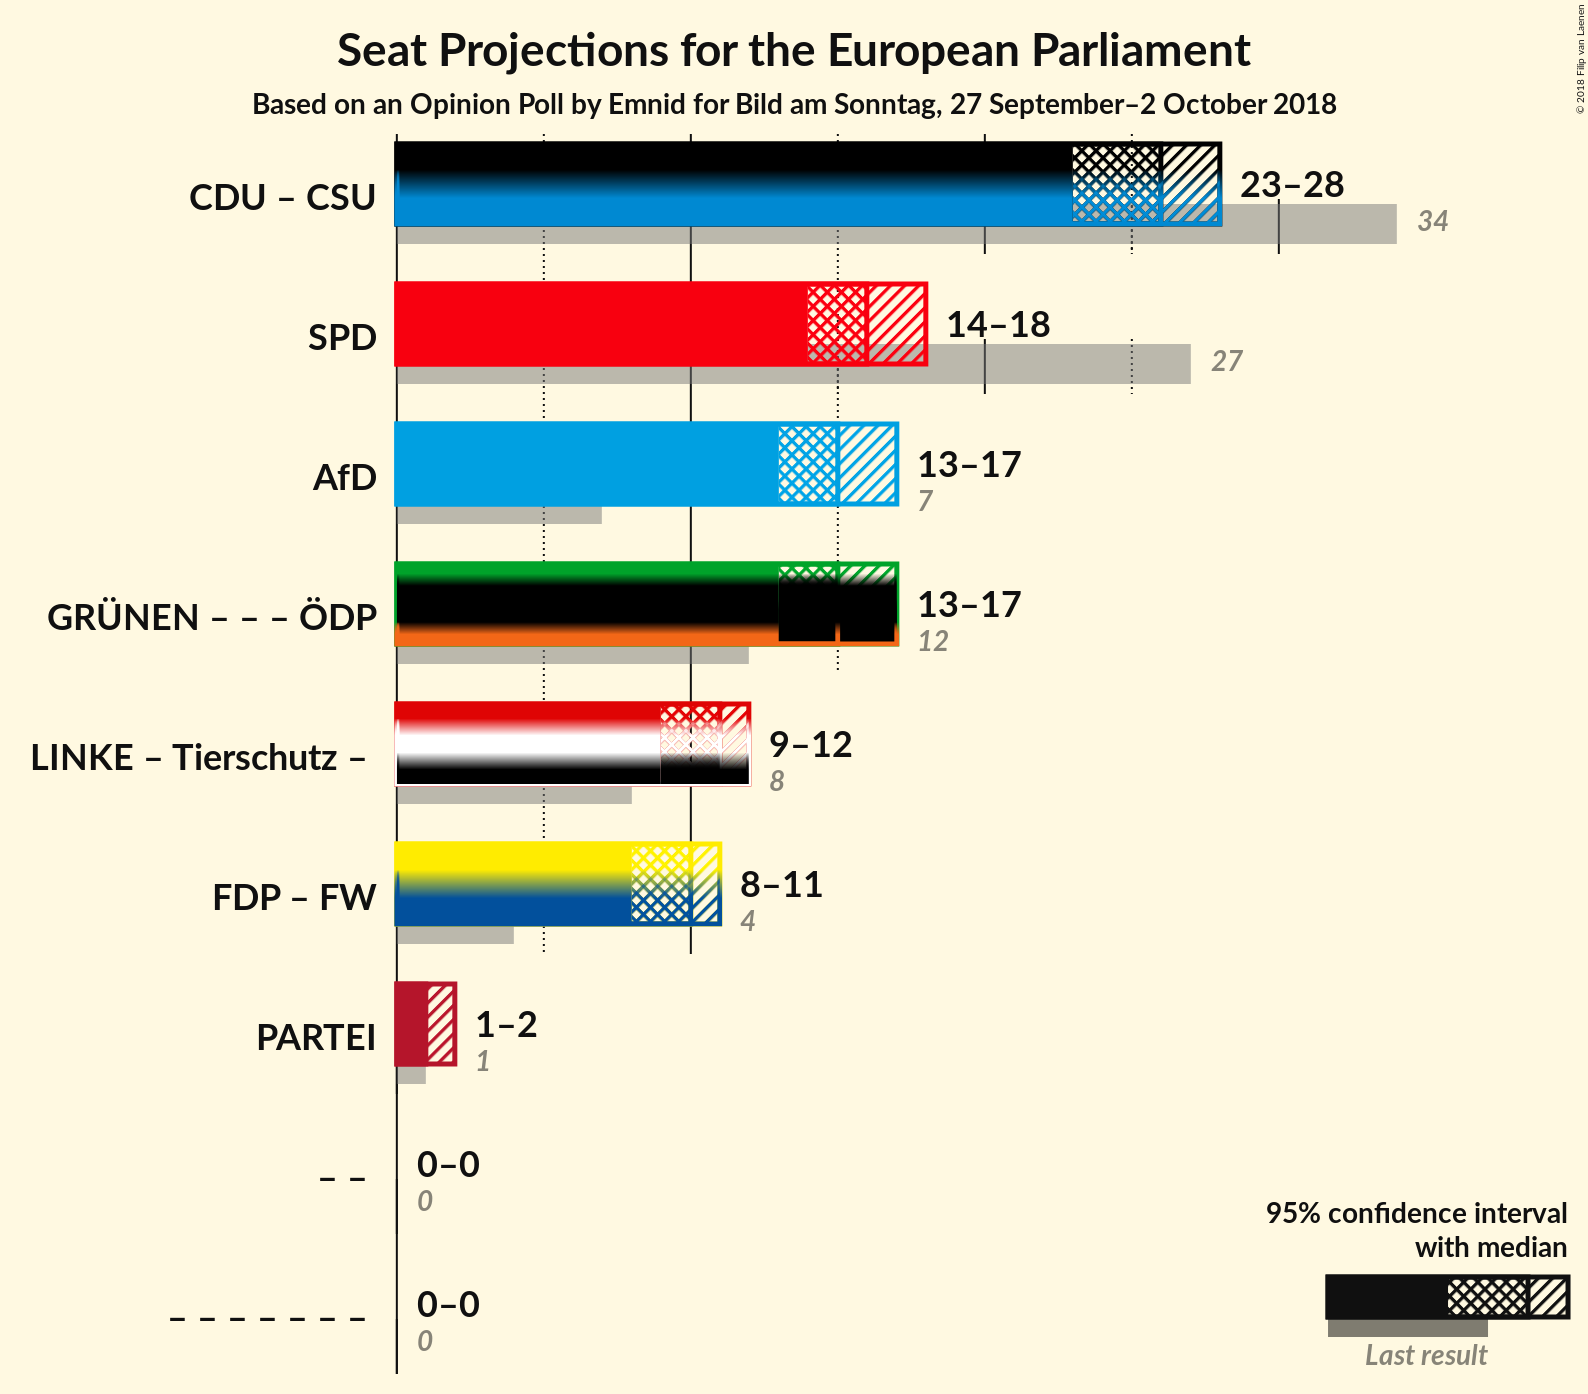 Seat Projections for the European Parliament
Based on an Opinion Poll by Emnid for Bild am Sonntag, 27 September–2 October 2018
© 2018 Filip van Laenen
CDU – CSU
23–28
34
SPD
14–18
27
AfD
13–17
7
GRÜNEN – – – ÖDP
13–17
12
LINKE – Tierschutz –
9–12
8
FDP – FW
8–11
4
PARTEI
1–2
1
– –
0–0
0
– – – – – – –
0–0
0
95% confidence interval
with median
Last result